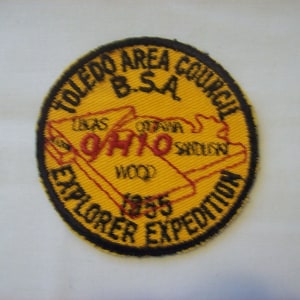 TOLEDO AREA COUNCIL
B.S.A.
LUCAS OTTAWA
OHIO SANDUSKY
WOOD
1955
EXPLORER EXPEDITION